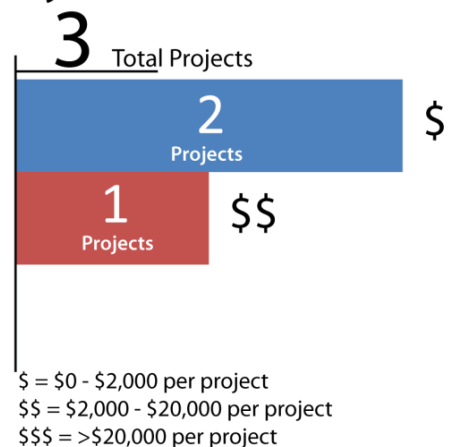 3 Total Projects
2
Projects
$
1
Projects
$$
$ = $0 - $2,000 per project
$$ = $2,000 - $20,000 per project
$$$ = >$20,000 per project